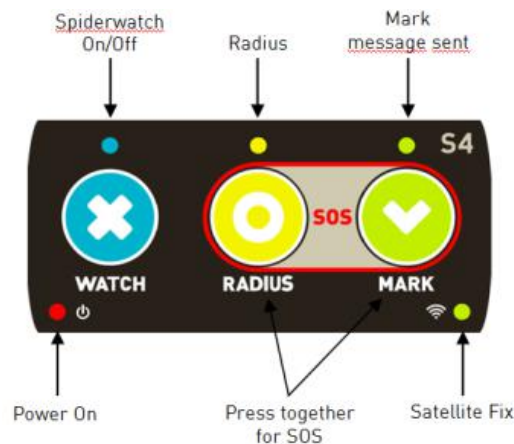 Spiderwatch
On/Off
Radius
Mark
message sent
S4
SOS
WATCH
RADIUS
MARK
Power On
Press together
for SOS
Satellite Fix